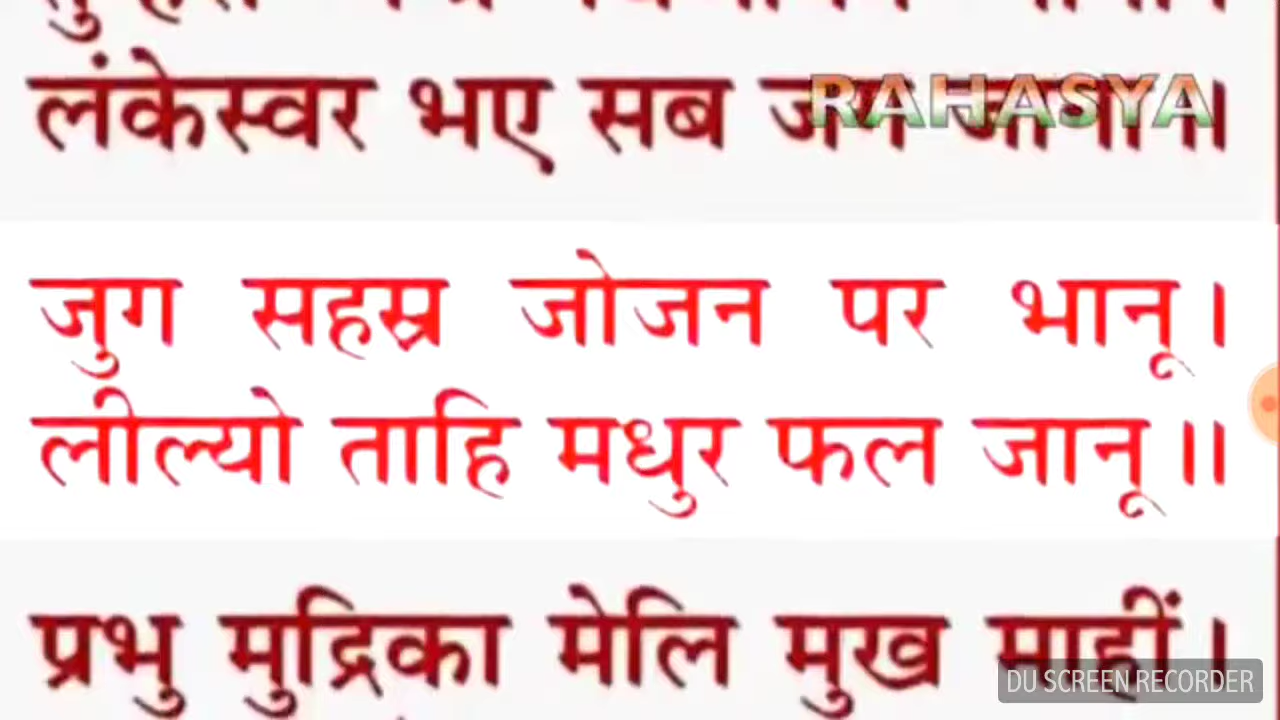 लंकेस्वर भए सब जग जाना॥
RAHASYA
जुग सहस्र जोजन पर भानू।
लील्यो ताहि मधुर फल जानू॥
प्रभु मुद्रिका मेलि मुख माहीं।
DU SCREEN RECORDER